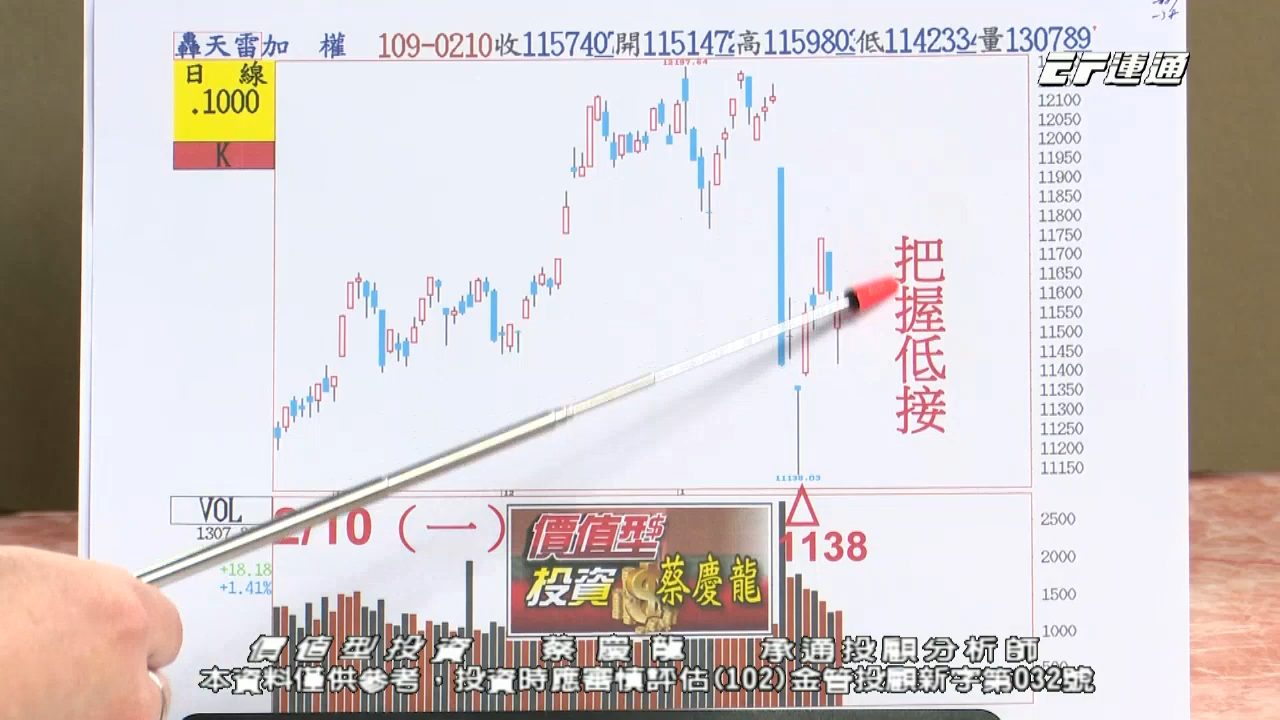 轟天雷加 權 109-0210收115740開115147高115980低114233量130789
日 線
.1000
K
運通
12197.64
12100
12050
12000
11950
11900
11850
11800
11750
11700
11650
11600
11550
11500
11450
11400
11350
11300
11250
11200
11150
把握低接
11138.03
12
1
VOL
2/10（一）
1138
2500
2000
1500
1000
+18.18
+1.41%
價值型$
投資 蔡慶龍
價值型投資 蔡慶龍 承通投顧分析師
本資料僅供參考，投資時應審慎評估(102)金管投顧新字第032號